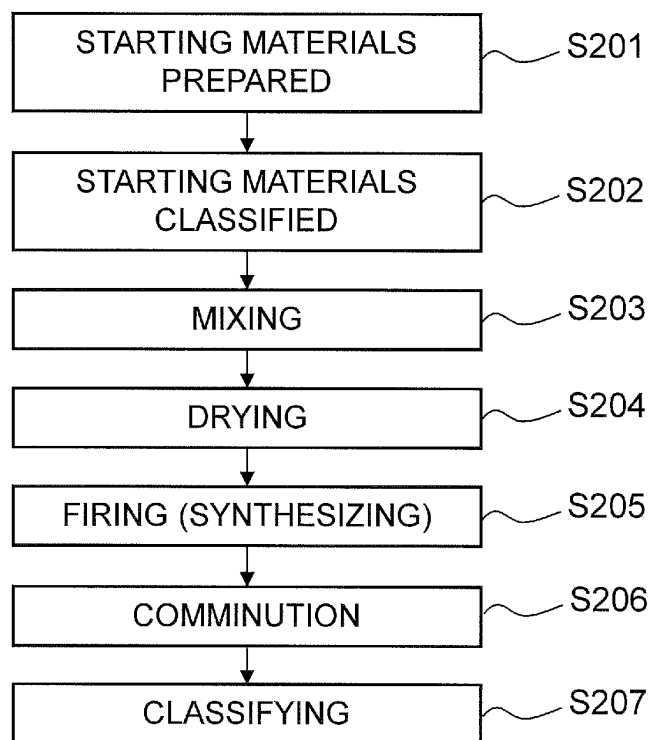 STARTING MATERIALS
PREPARED
S201
STARTING MATERIALS
CLASSIFIED
S202
MIXING
S203
DRYING
S204
FIRING (SYNTHESIZING)
S205
COMMINUTION
S206
CLASSIFYING
S207